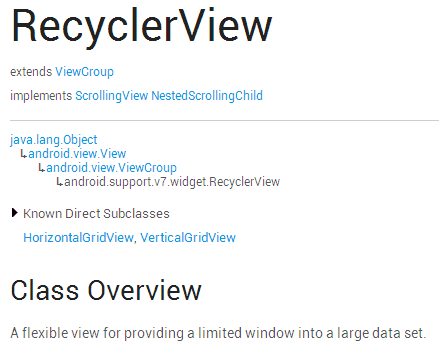 RecyclerView
extends ViewGroup
implements ScrollingView NestedScrollingChild
java.lang.Object
↳android.view.View
↳android.view.ViewGroup
↳android.support.v7.widget.RecyclerView
Known Direct Subclasses
HorizontalGridView, VerticalGridView
Class Overview
A flexible view for providing a limited window into a large data set.